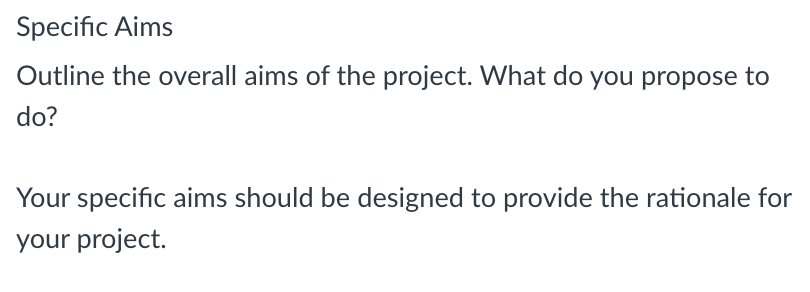 Specific Aims
Outline the overall aims of the project. What do you propose to
do?
Your specific aims should be designed to provide the rationale for
your project.